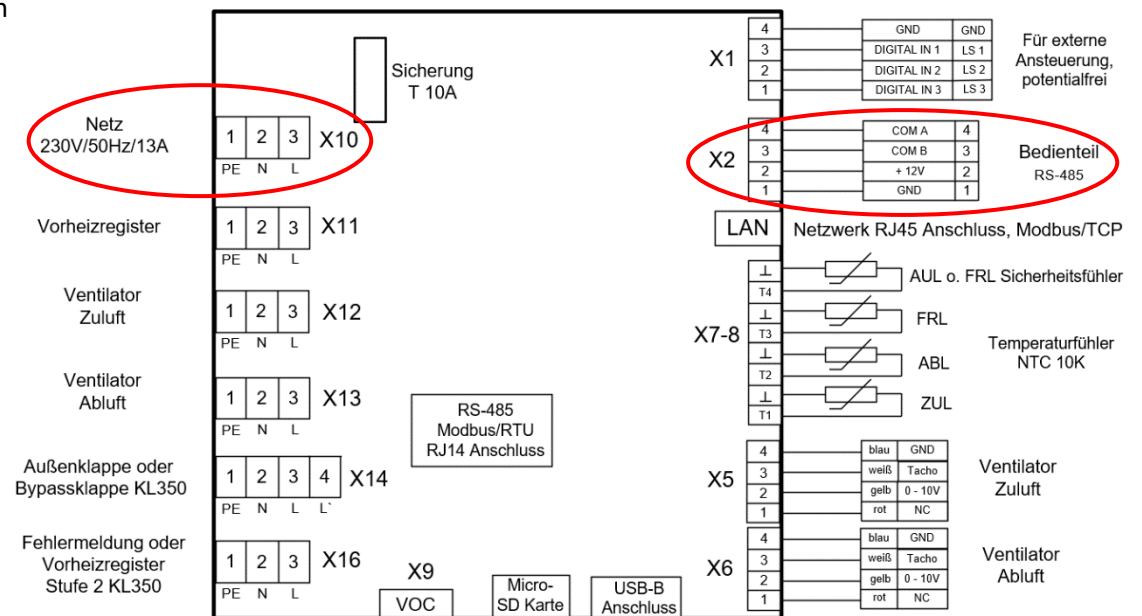 n
Sicherung
T 10A
Netz
230V/50Hz/13A
1 2 3 X10
PE N L
Vorheizregister
1 2 3 X11
PE N L
Ventilator
Zuluft
1 2 3 X12
PE N L
Ventilator
Abluft
1 2 3 X13
PE N L
Außenklappe oder
Bypassklappe KL350
1 2 3 4 X14
PE N L L`
Fehlermeldung oder
Vorheizregister
Stufe 2 KL350
1 2 3 X16
PE N L
RS-485
Modbus/RTU
RJ14 Anschluss
X9
VOC
Micro-
SD Karte
USB-B
Anschluss
X1
4 GND GND
3 DIGITAL IN 1 LS 1
2 DIGITAL IN 2 LS 2
1 DIGITAL IN 3 LS 3
Für externe
Ansteuerung,
potentialfrei
X2
4 COM A 4
3 COM B 3
2 + 12V 2
1 GND 1
Bedienteil
RS-485
LAN Netzwerk RJ45 Anschluss, Modbus/TCP
X7-8
⊥
T4
AUL o. FRL Sicherheitsfühler
⊥
T3
FRL
⊥
T2
ABL
⊥
T1
ZUL
Temperaturfühler
NTC 10K
X5
4 blau GND
3 weiß Tacho
2 gelb 0 - 10V
1 rot NC
Ventilator
Zuluft
X6
4 blau GND
3 weiß Tacho
2 gelb 0 - 10V
1 rot NC
Ventilator
Abluft